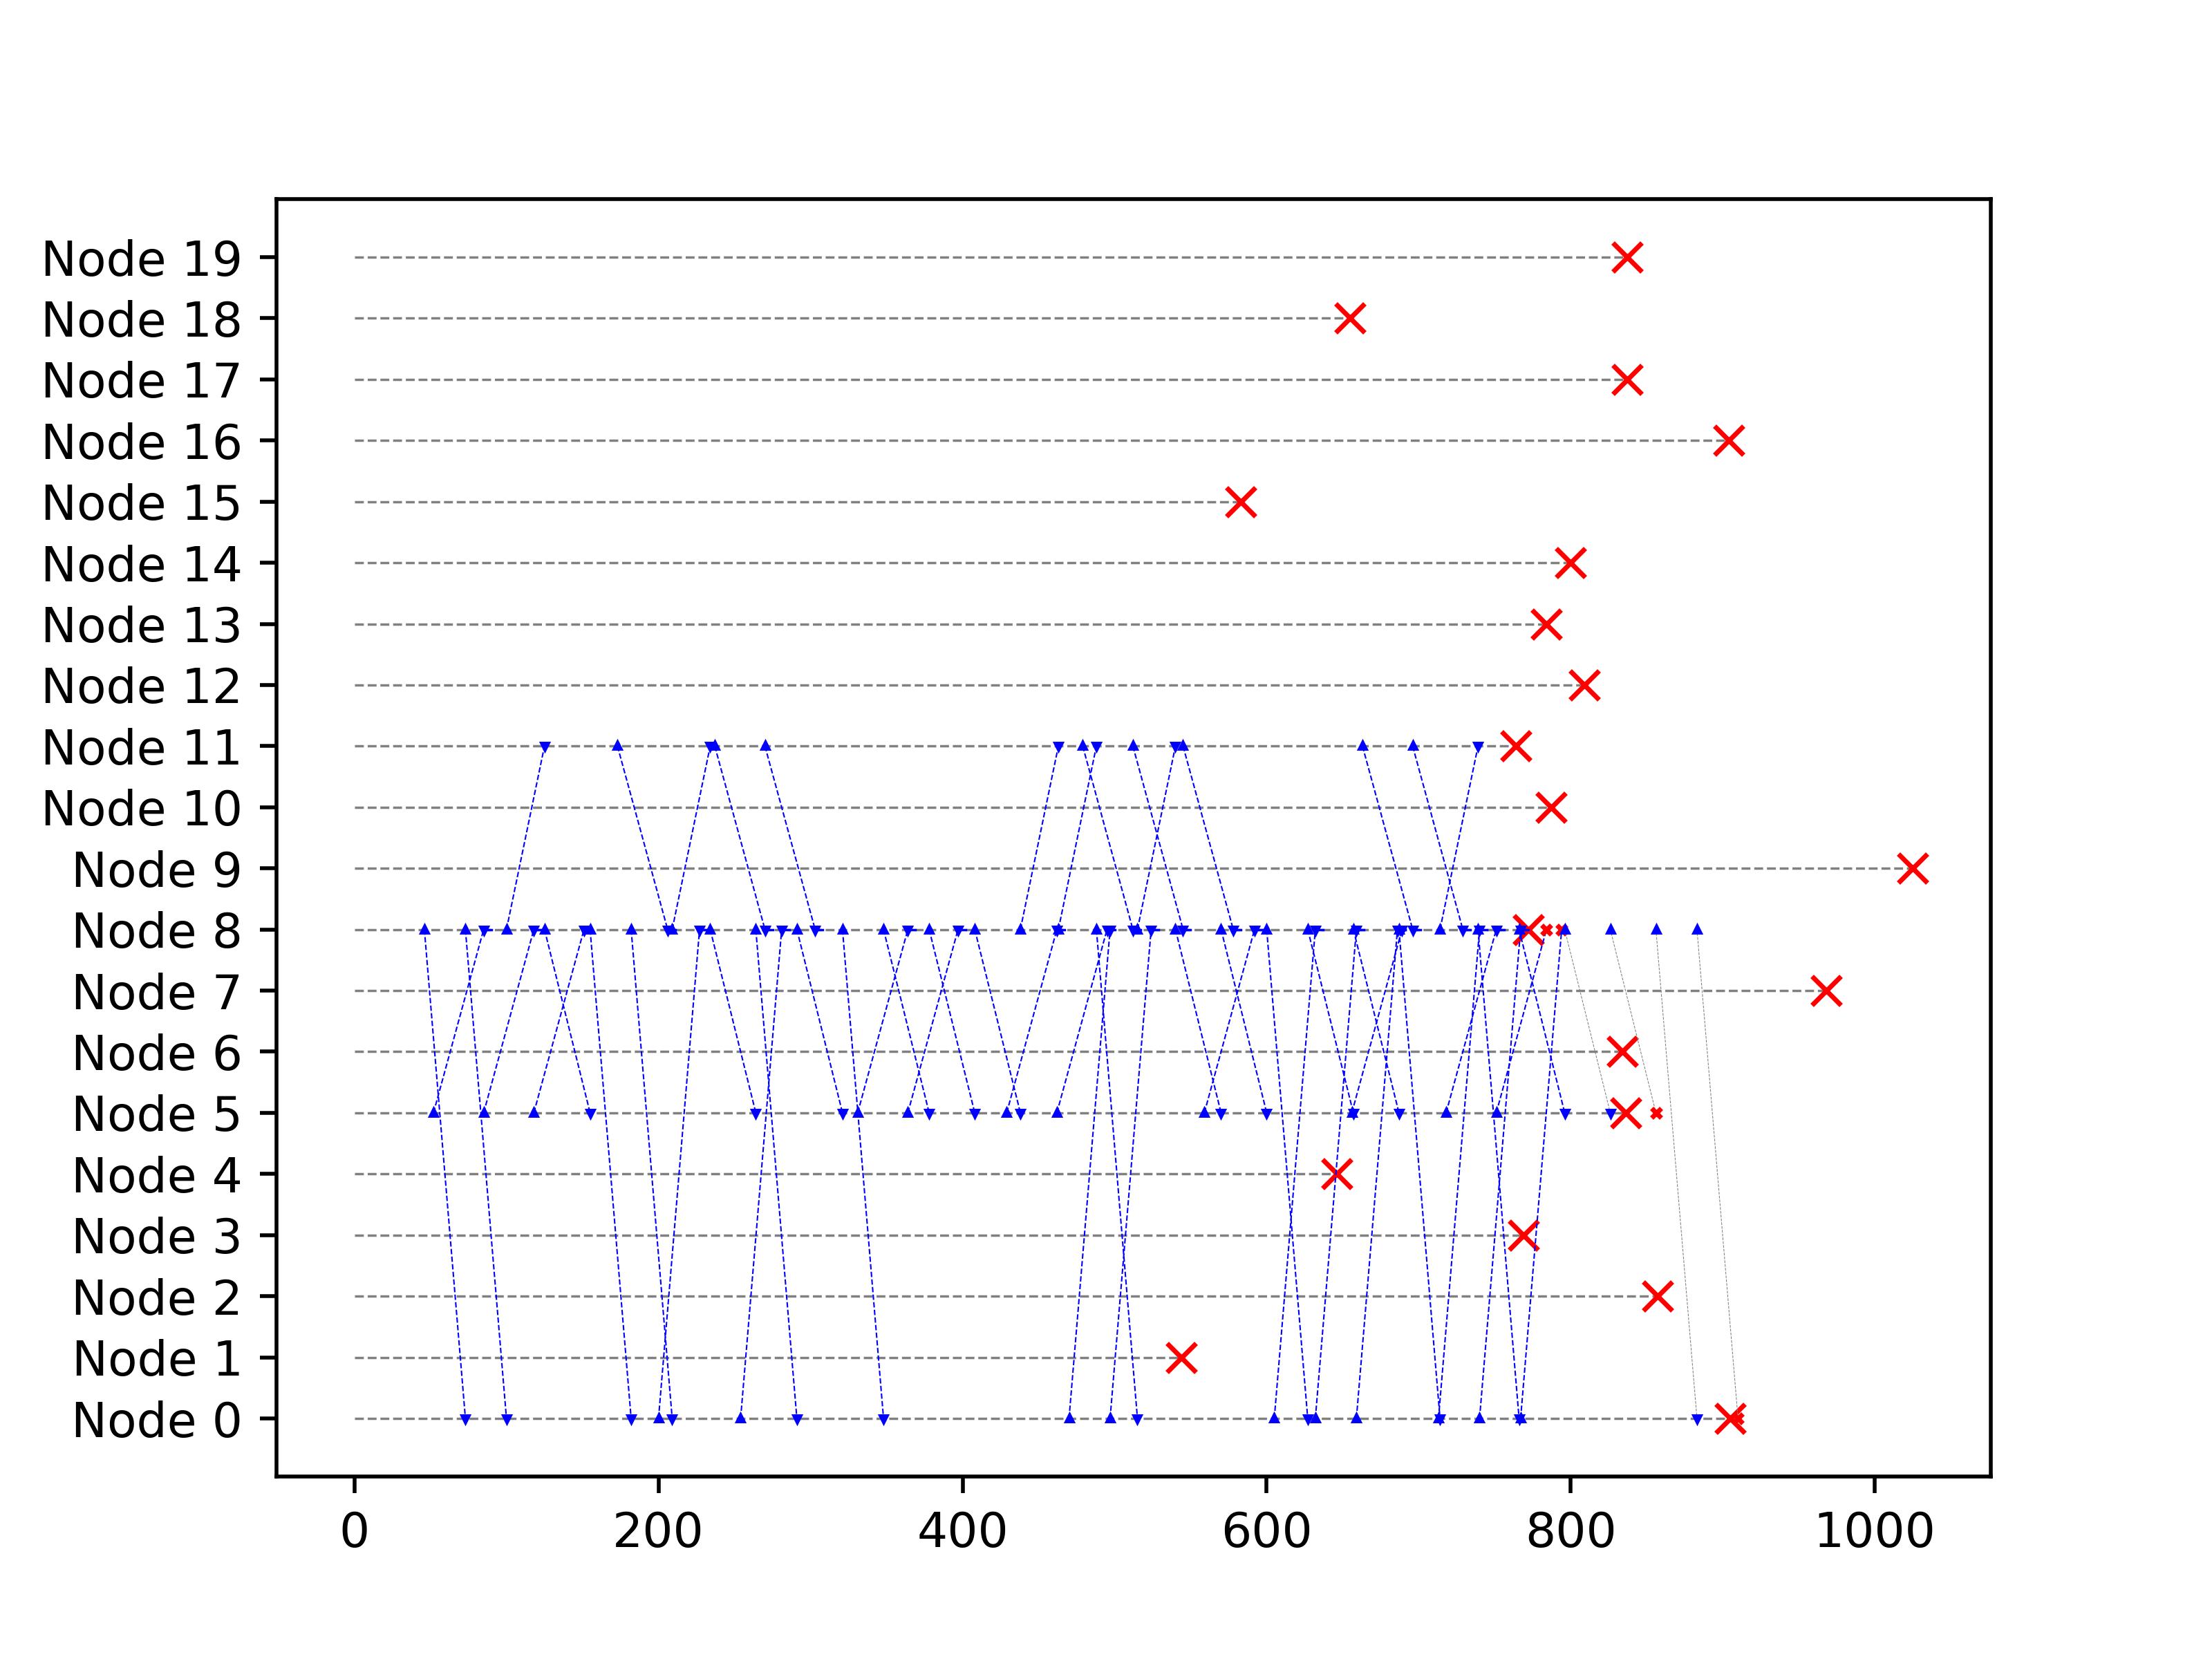 Node 19
Node 18
Node 17
Node 16
Node 15
Node 14
Node 13
Node 12
Node 11
Node 10
Node 9
Node 8
Node 7
Node 6
Node 5
Node 4
Node 3
Node 2
Node 1
Node 0
0 200 400 600 800 1000